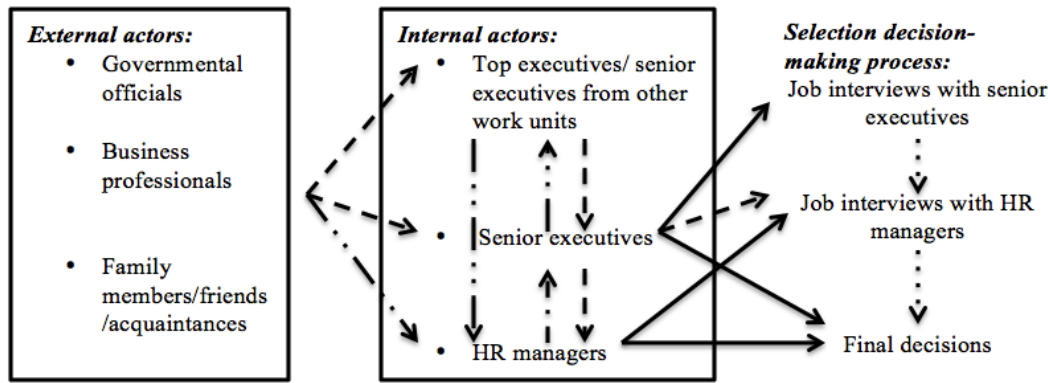 External actors:
• Governmental
officials
• Business
professionals
• Family
members/friends
/acquaintances
Internal actors:
• Top executives/ senior
executives from other
work units
• Senior executives
• HR managers
Selection decision-
making process:
Job interviews with senior
executives
Job interviews with HR
managers
Final decisions